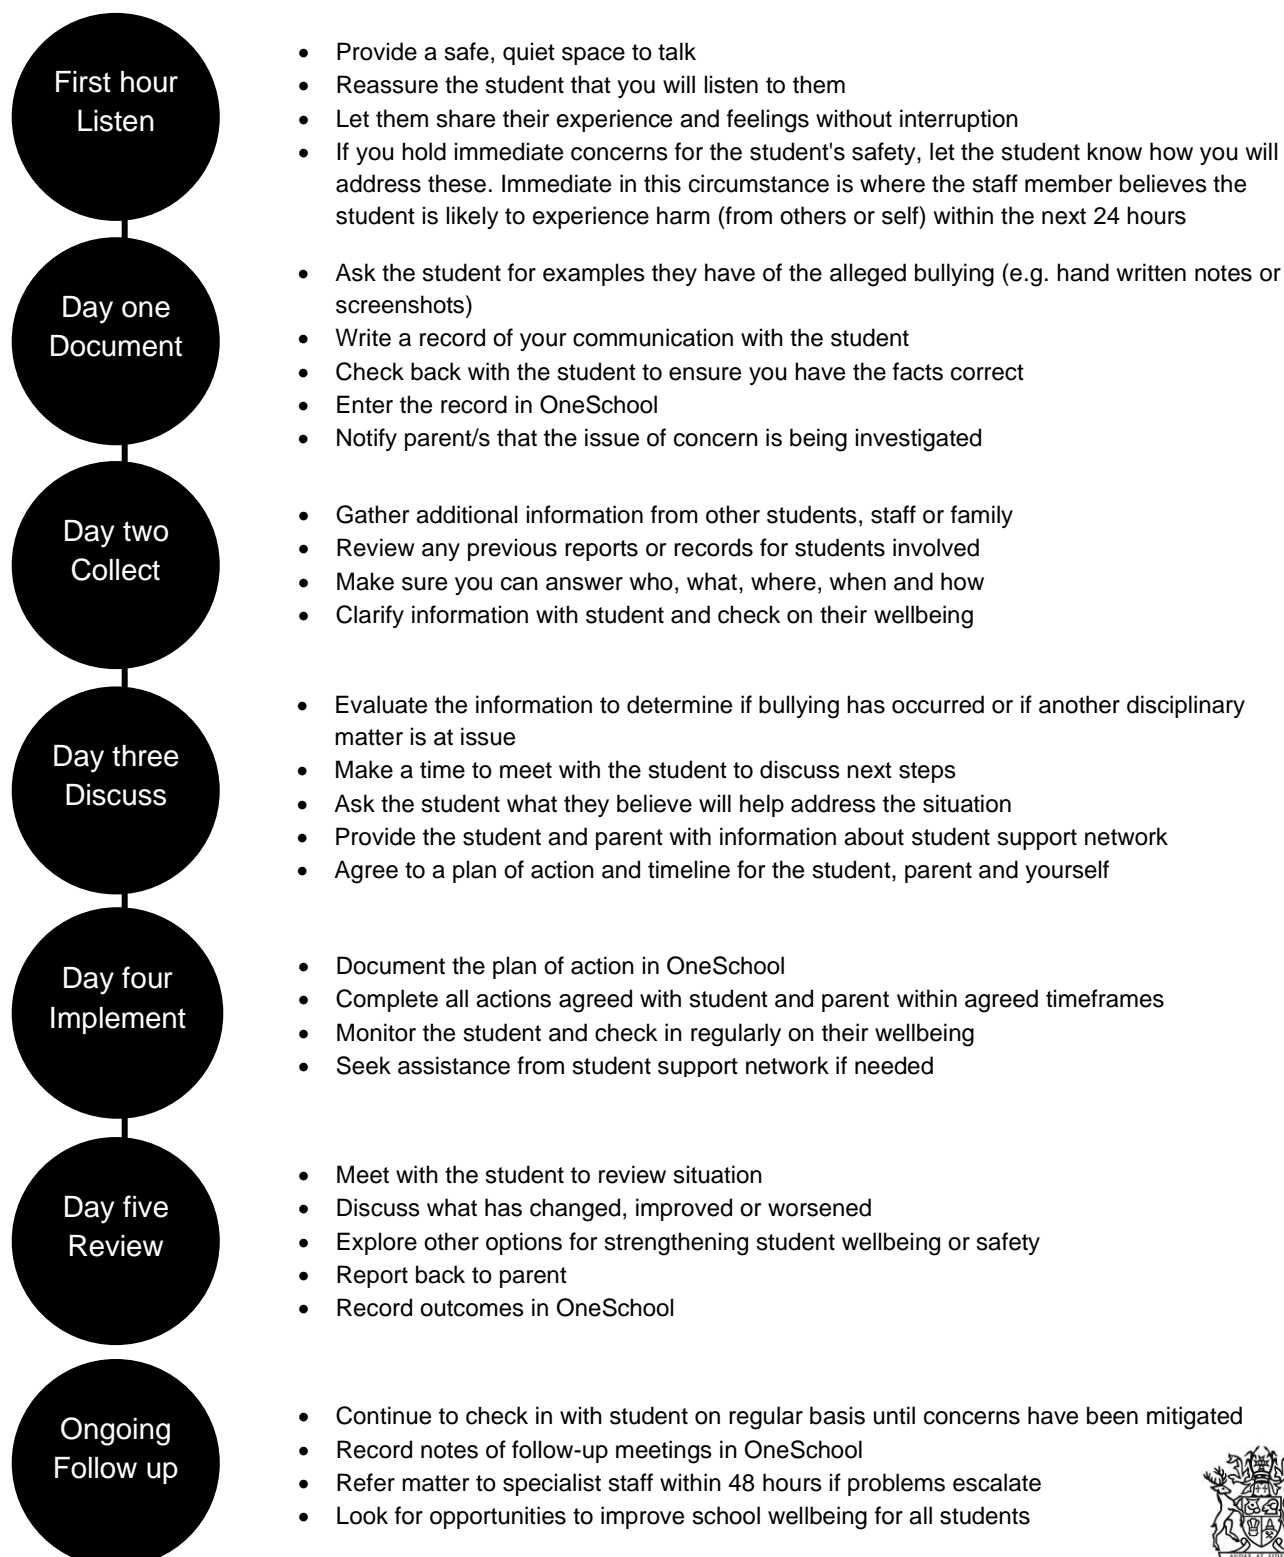 First hour
Listen
• Provide a safe, quiet space to talk
• Reassure the student that you will listen to them
• Let them share their experience and feelings without interruption
• If you hold immediate concerns for the student's safety, let the student know how you will
address these. Immediate in this circumstance is where the staff member believes the
student is likely to experience harm (from others or self) within the next 24 hours
Day one
Document
• Ask the student for examples they have of the alleged bullying (e.g. hand written notes or
screenshots)
• Write a record of your communication with the student
• Check back with the student to ensure you have the facts correct
• Enter the record in OneSchool
• Notify parent/s that the issue of concern is being investigated
Day two
Collect
• Gather additional information from other students, staff or family
• Review any previous reports or records for students involved
• Make sure you can answer who, what, where, when and how
• Clarify information with student and check on their wellbeing
Day three
Discuss
• Evaluate the information to determine if bullying has occurred or if another disciplinary
matter is at issue
• Make a time to meet with the student to discuss next steps
• Ask the student what they believe will help address the situation
• Provide the student and parent with information about student support network
• Agree to a plan of action and timeline for the student, parent and yourself
Day four
Implement
• Document the plan of action in OneSchool
• Complete all actions agreed with student and parent within agreed timeframes
• Monitor the student and check in regularly on their wellbeing
• Seek assistance from student support network if needed
Day five
Review
• Meet with the student to review situation
• Discuss what has changed, improved or worsened
• Explore other options for strengthening student wellbeing or safety
• Report back to parent
• Record outcomes in OneSchool
Ongoing
Follow up
• Continue to check in with student on regular basis until concerns have been mitigated
• Record notes of follow-up meetings in OneSchool
• Refer matter to specialist staff within 48 hours if problems escalate
• Look for opportunities to improve school wellbeing for all students